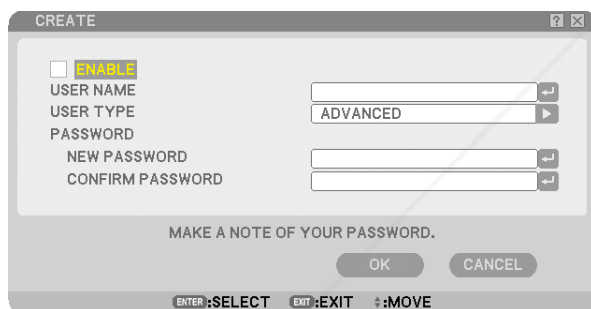 CREATE
ENABLE
USER NAME
USER TYPE ADVANCED
PASSWORD
NEW PASSWORD
CONFIRM PASSWORD
MAKE A NOTE OF YOUR PASSWORD.
OK CANCEL
ENTER:SELECT EXIT:EXIT :MOVE